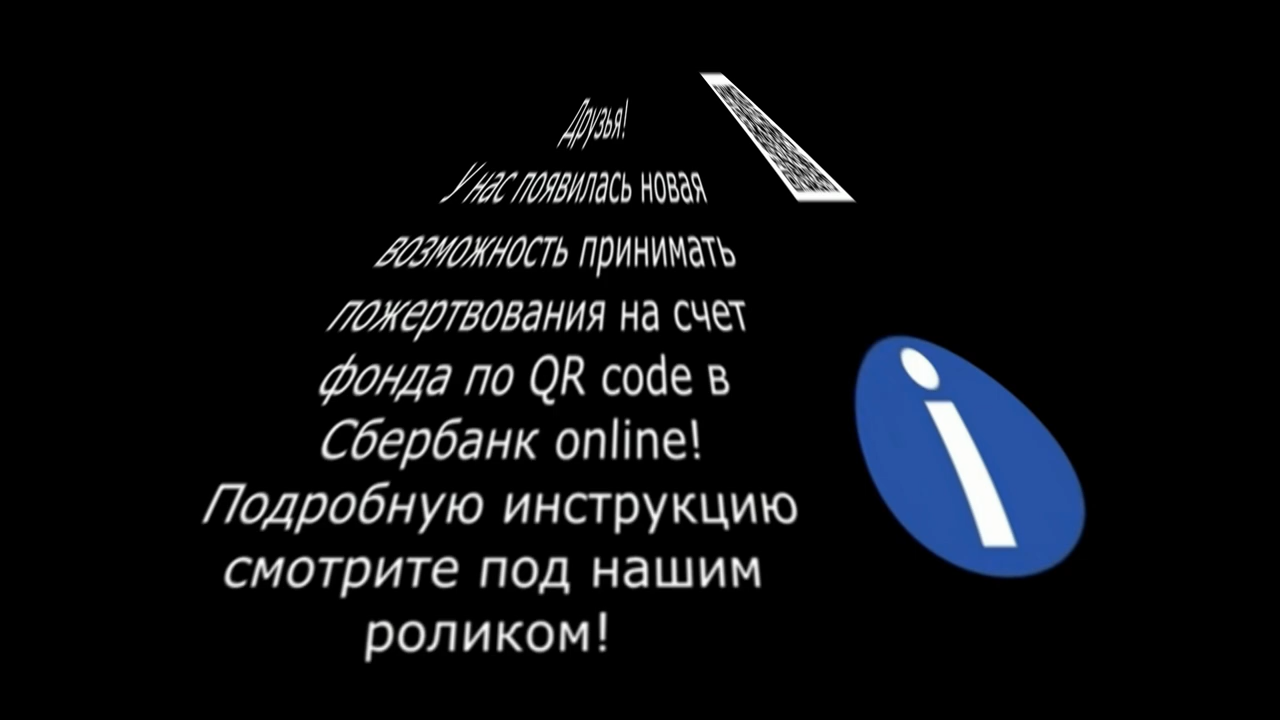 Друзья!
У нас появилась новая
возможность принимать
пожертвования на счет
фонда по QR code в
Сбербанк online!
Подробную инструкцию
смотрите под нашим
роликом!
i